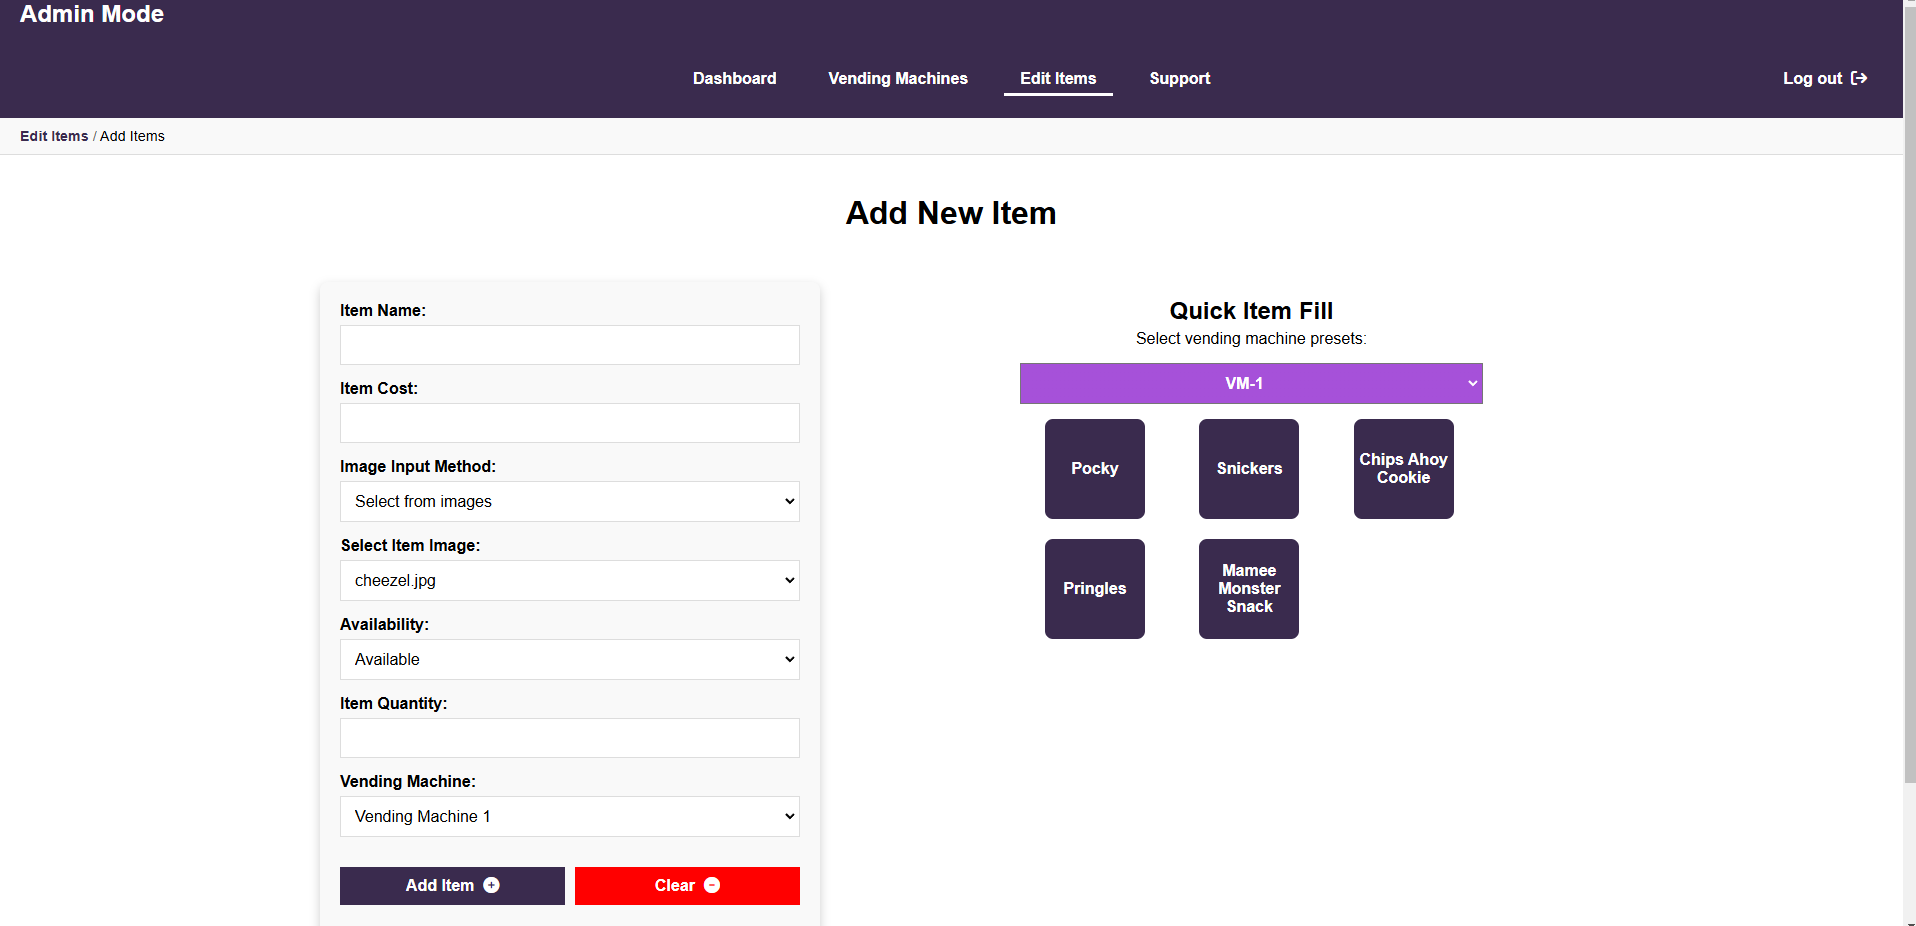 Admin Mode
Dashboard
Vending Machines
Edit Items
Support
Log out
Edit Items / Add Items
Add New Item
Item Name:
Item Cost:
Image Input Method:
Select from images
Select Item Image:
cheezel.jpg
Availability:
Available
Item Quantity:
Vending Machine:
Vending Machine 1
Add Item
Clear
Quick Item Fill
Select vending machine presets:
VM-1
Pocky
Snickers
Chips Ahoy
Cookie
Pringles
Mamee
Monster
Snack